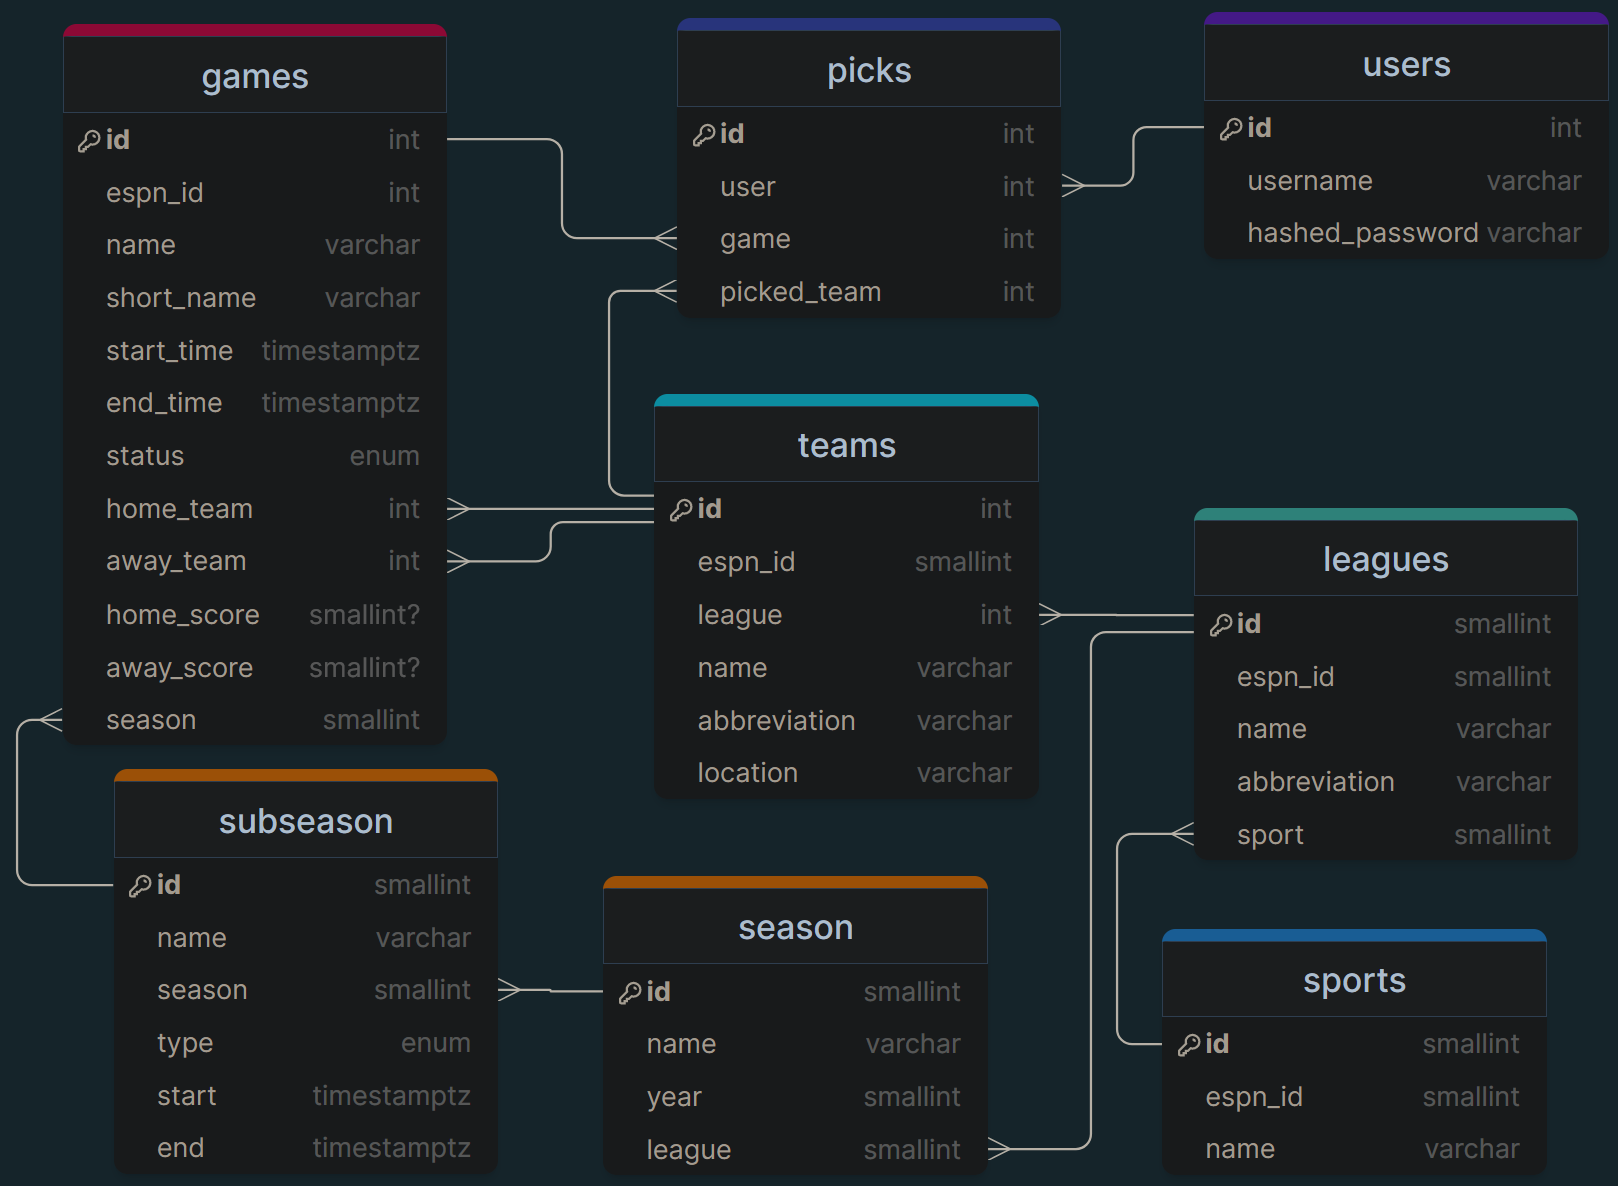 games
id int
espn_id int
name varchar
short_name varchar
start_time timestamptz
end_time timestamptz
status enum
home_team int
away_team int
home_score smallint?
away_score smallint?
season smallint
picks
id int
user int
game int
picked_team int
users
id int
username varchar
hashed_password varchar
teams
id int
espn_id smallint
league int
name varchar
abbreviation varchar
location varchar
leagues
id smallint
espn_id smallint
name varchar
abbreviation varchar
sport smallint
subseason
id smallint
name varchar
season smallint
type enum
start timestamptz
end timestamptz
season
id smallint
name varchar
year smallint
league smallint
sports
id smallint
espn_id smallint
name varchar